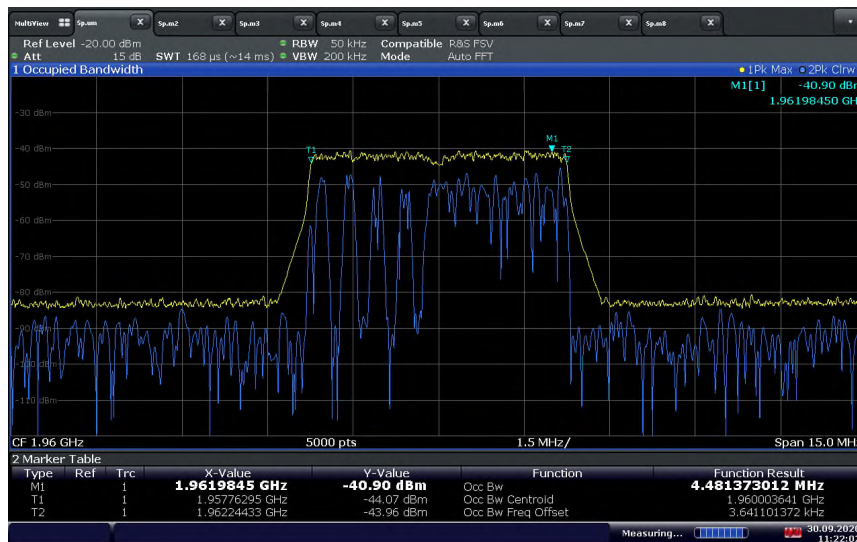 MultiView Sp.um X Sp.m2 X Sp.m3 X Sp.m4 X Sp.m5 X Sp.m6 X Sp.m7 X Sp.m8 X
Ref Level -20.00 dBm RBW 50 kHz Compatible R&S FSV
Att 15 dB SWT 168 µs (~14 ms) VBW 200 kHz Mode Auto FFT
1 Occupied Bandwidth 1Pk Max 2Pk Clrw
M1[1] -40.90 dBm
1.96198450 GH
-30 dBm
-40 dBm
M1
T1 T2
-50 dBm
-60 dBm
-70 dBm
-80 dBm
-90 dBm
-100 dBm
-110 dBm
CF 1.96 GHz 5000 pts 1.5 MHz/ Span 15.0 MH
2 Marker Table
Type Ref Trc X-Value Y-Value Function Function Result
M1 1 1.9619845 GHz -40.90 dBm Occ Bw 4.481373012 MHz
T1 1 1.95776295 GHz -44.07 dBm Occ Bw Centroid 1.960003641 GHz
T2 1 1.96224433 GHz -43.96 dBm Occ Bw Freq Offset 3.641101372 kHz
Measuring... 30.09.2020
11:22:02